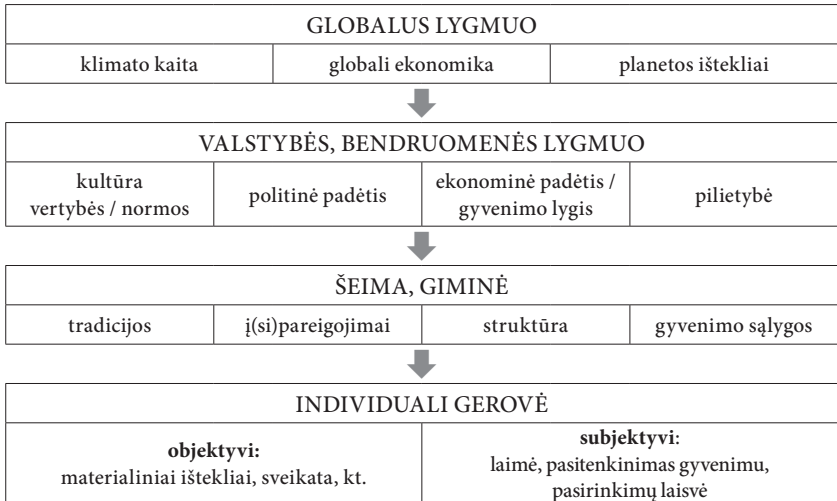 GLOBALUS LYGMUO
klimato kaita
globali ekonomika
planetos ištekliai
VALSTYBĖS, BENDRUOMENĖS LYGMUO
kultūra
vertybės / normos
politinė padėtis
ekonominė padėtis /
gyvenimo lygis
pilietybė
ŠEIMA, GIMINĖ
tradicijos
į(si)pareigojimai
struktūra
gyvenimo sąlygos
INDIVIDUALI GEROVĖ
objektyvi:
materialiniai ištekliai, sveikata, kt.
subjektyvi:
laimė, pasitenkinimas gyvenimu,
pasirinkimų laisvė